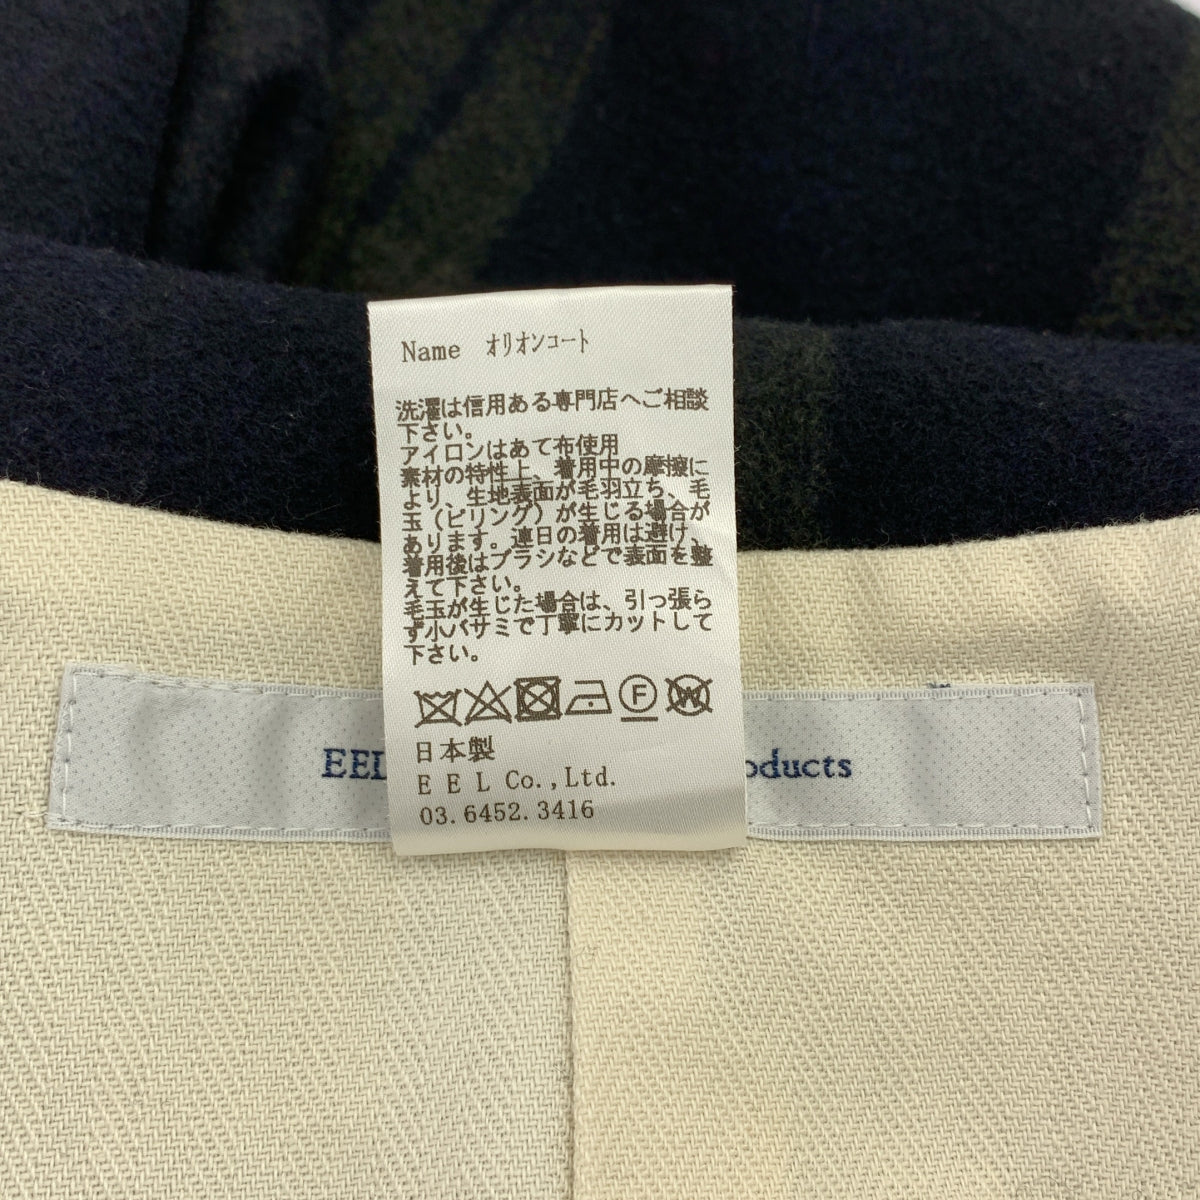 Name オリオンコート
洗濯は信用ある専門店へご相談
下さい。
アイロンはあて布使用
素材の特性上、着用中の摩擦に
より、生地表面が毛羽立ち、毛
玉（ピリング）が生じる場合が
あります。連日の着用は避け、
着用後はブラシなどで表面を整
えて下さい。
毛玉が生じた場合は、引っ張ら
ず小バサミで丁寧にカットして
下さい。
F W
日本製
EEL Co.,Ltd.
03.6452.3416
EEL oducts